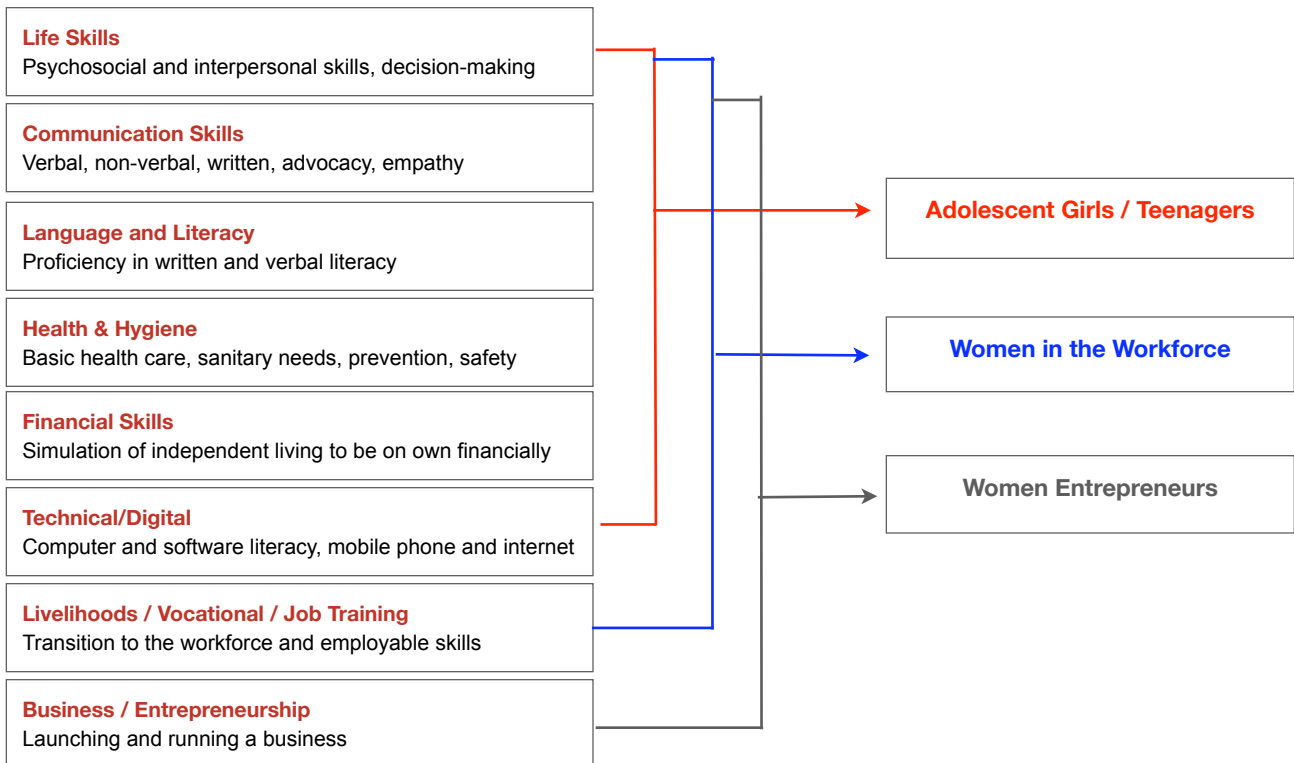 Life Skills
Psychosocial and interpersonal skills, decision-making
Communication Skills
Verbal, non-verbal, written, advocacy, empathy
Language and Literacy
Proficiency in written and verbal literacy
Health & Hygiene
Basic health care, sanitary needs, prevention, safety
Financial Skills
Simulation of independent living to be on own financially
Technical/Digital
Computer and software literacy, mobile phone and internet
Livelihoods / Vocational / Job Training
Transition to the workforce and employable skills
Business / Entrepreneurship
Launching and running a business
Adolescent Girls / Teenagers
Women in the Workforce
Women Entrepreneurs